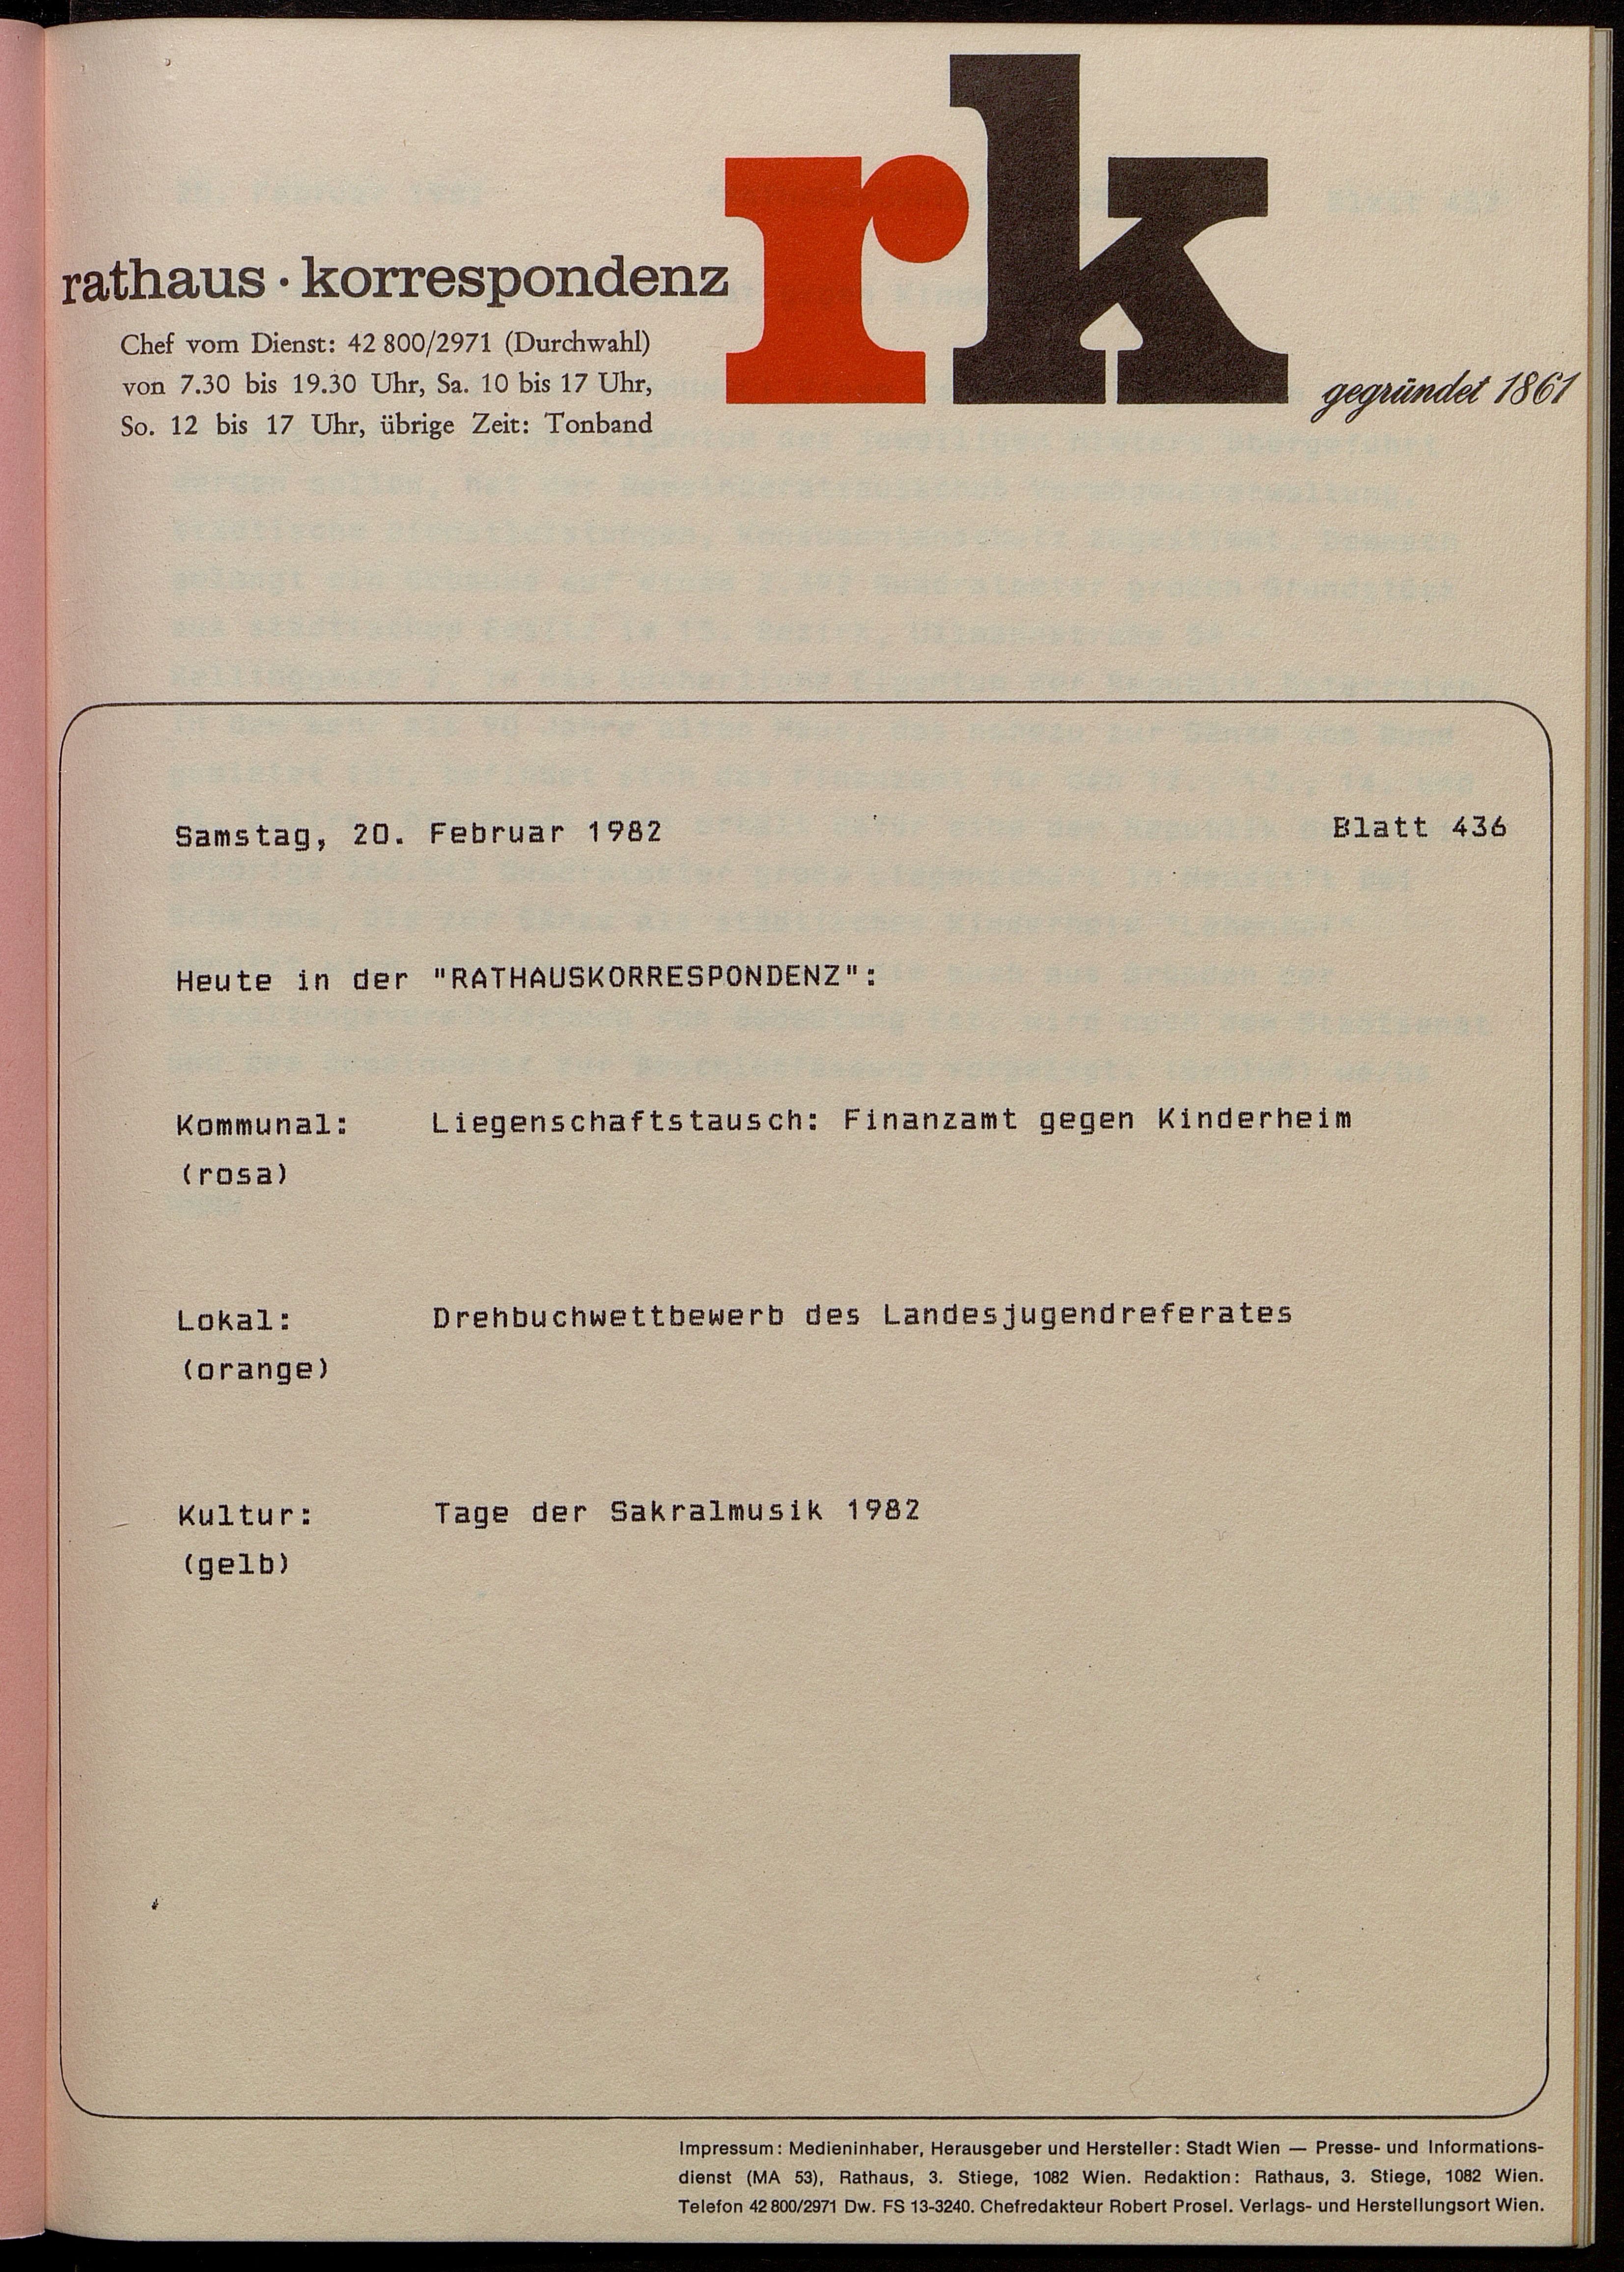 rk
rathaus · korrespondenz
Chef vom Dienst: 42 800/2971 (Durchwahl)
von 7.30 bis 19.30 Uhr, Sa. 10 bis 17 Uhr,
So. 12 bis 17 Uhr, übrige Zeit: Tonband
gegründet 1861
Samstag, 20. Februar 1982 Blatt 436
Heute in der "RATHAUSKORRESPONDENZ":
Kommunal: Liegenschaftstausch: Finanzamt gegen Kinderheim
(rosa)
Lokal: Drehbuchwettbewerb des Landesjugendreferates
(orange)
Kultur: Tage der Sakralmusik 1982
(gelb)
Impressum: Medieninhaber, Herausgeber und Hersteller: Stadt Wien — Presse- und Informations-
dienst (MA 53), Rathaus, 3. Stiege, 1082 Wien. Redaktion: Rathaus, 3. Stiege, 1082 Wien.
Telefon 42 800/2971 Dw. FS 13-3240. Chefredakteur Robert Prosel. Verlags- und Herstellungsort Wien.